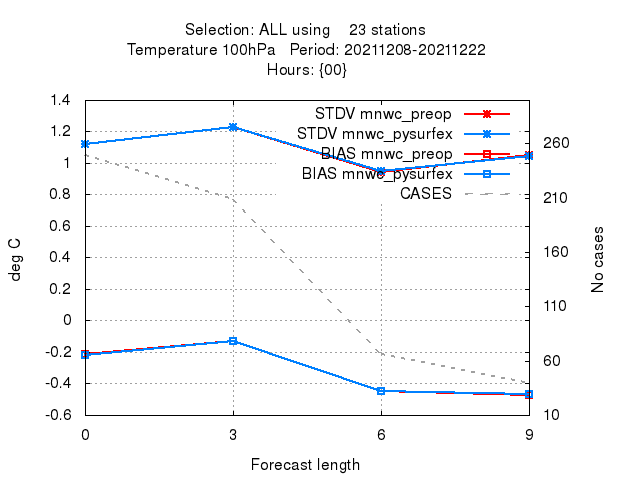 Selection: ALL using    23 stations
Temperature 100hPa   Period: 20211208-20211222
Hours: {00}
1.4
1.2
1
0.8
0.6
0.4
0.2
0
-0.2
-0.4
-0.6
deg C
STDV mnwc_preop
STDV mnwc_pysurfex
BIAS mnwc_preop
BIAS mnwc_pysurfex
CASES
260
210
160
110
60
10
No cases
0 3 6 9
Forecast length